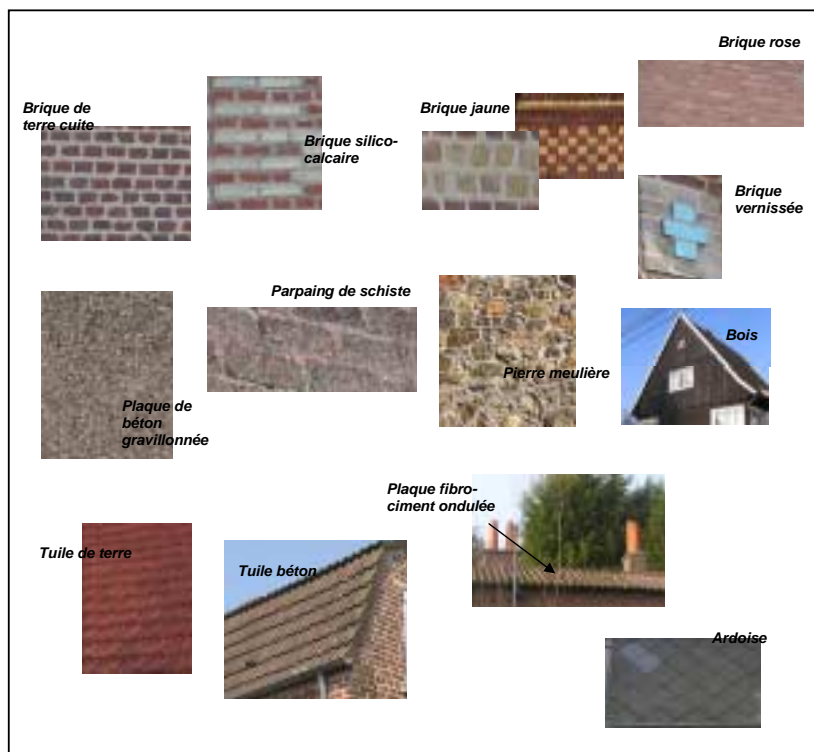 Brique rose
Brique de
terre cuite
Brique silico-
calcaire
Brique jaune
Brique
vernissée
Parpaing de schiste
Plaque de
béton
gravillonnée
Pierre meulière
Bois
Plaque fibro-
ciment ondulée
Tuile de terre
Tuile béton
Ardoise